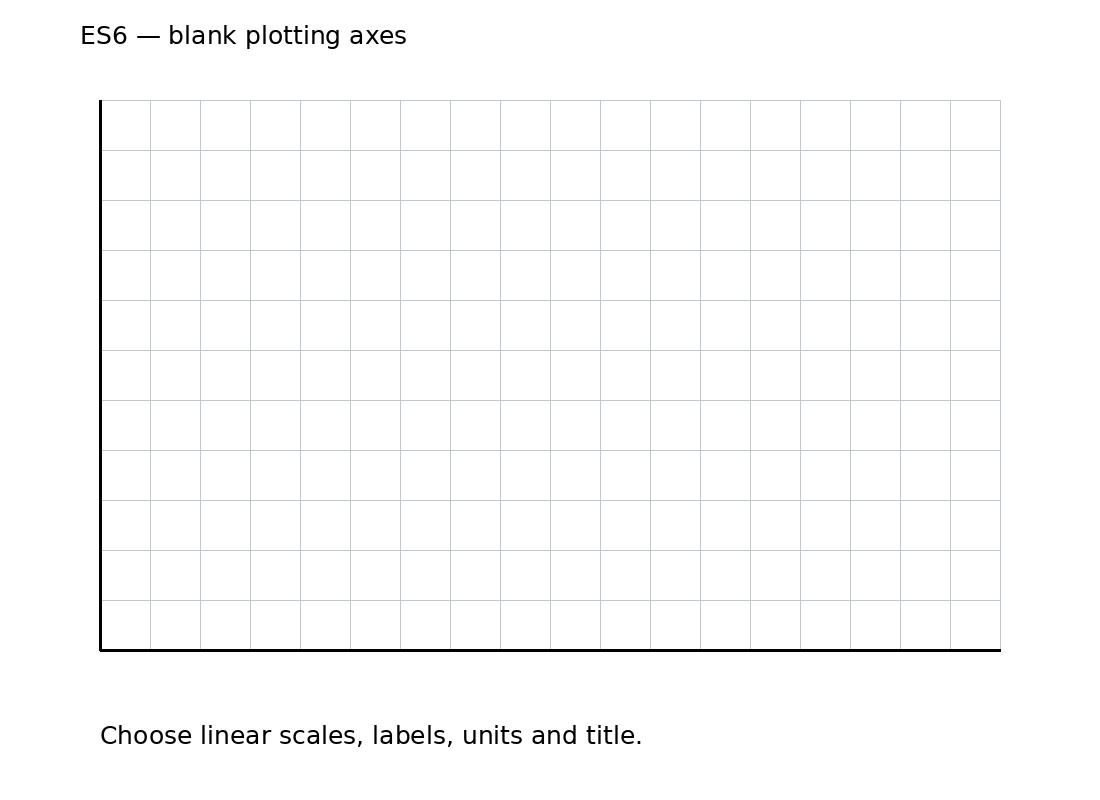 ES6 — blank plotting axes
Choose linear scales, labels, units and title.